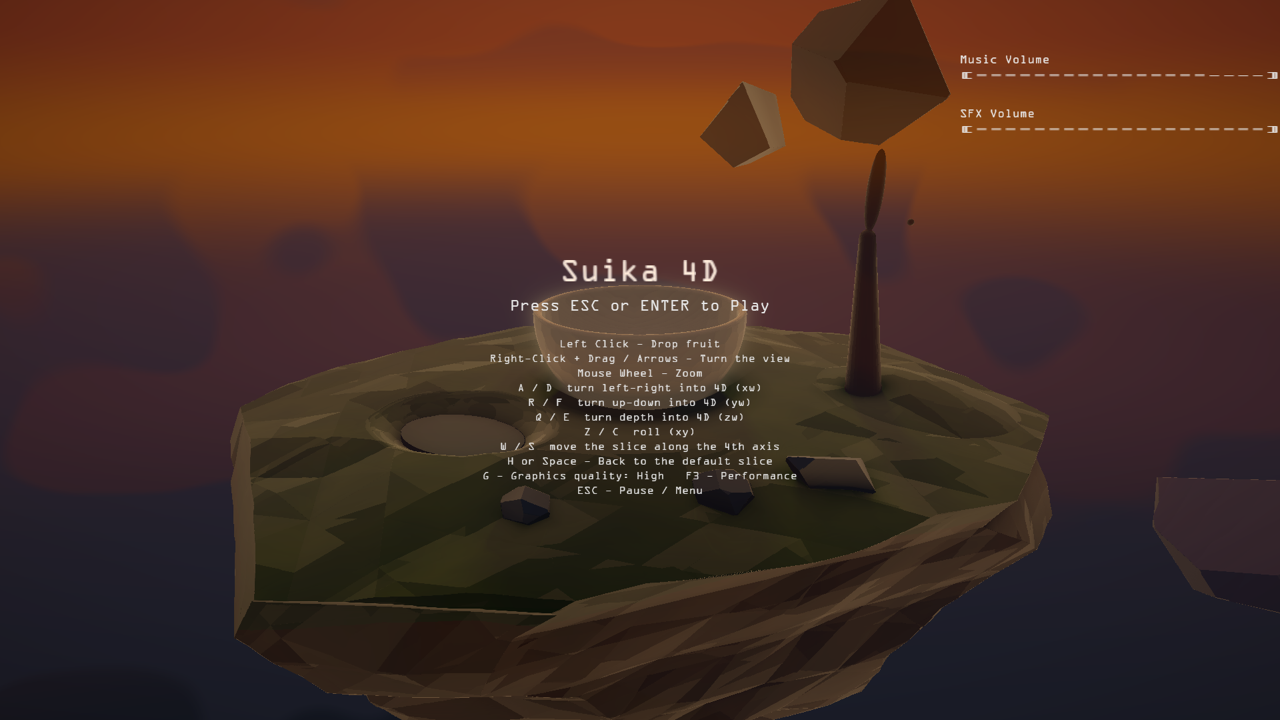 Music Volume
SFX Volume
Suika 4D
Press ESC or ENTER to Play
Left Click - Drop fruit
Right-Click + Drag / Arrows - Turn the view
Mouse Wheel - Zoom
A / D  turn left-right into 4D (xw)
R / F  turn up-down into 4D (yw)
Q / E  turn depth into 4D (zw)
Z / C  roll (xy)
W / S  move the slice along the 4th axis
H or Space - Back to the default slice
G - Graphics quality: High   F3 - Performance
ESC - Pause / Menu